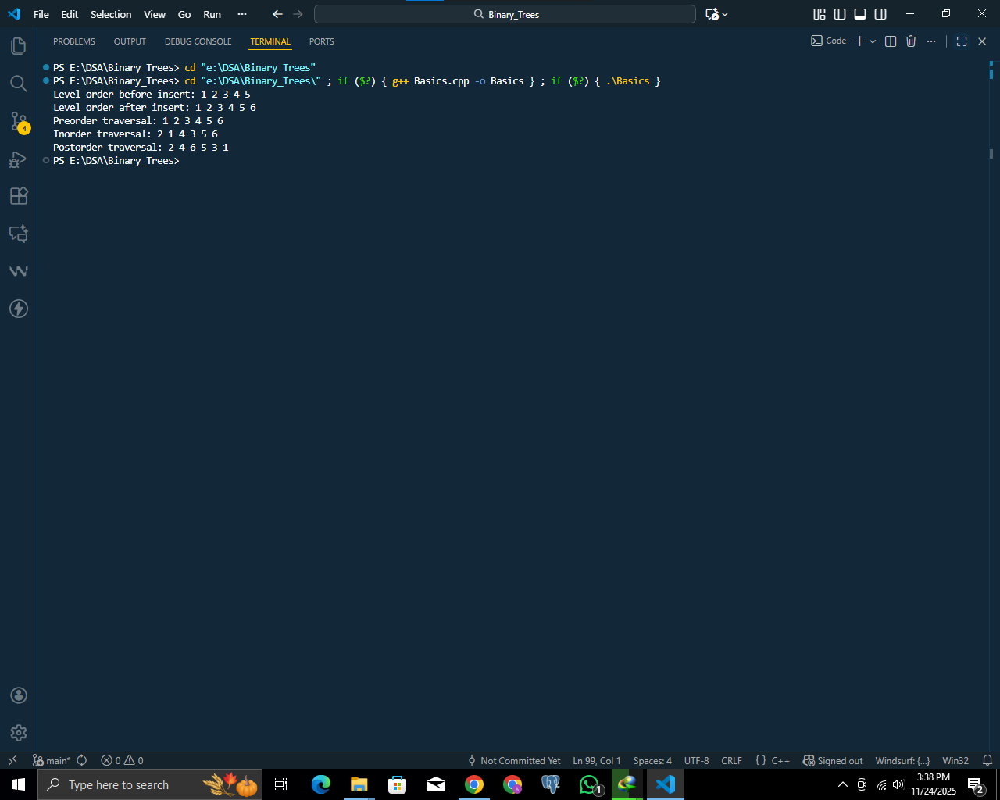 File Edit Selection View Go Run ··· Binary_Trees
PROBLEMS OUTPUT DEBUG CONSOLE TERMINAL PORTS Code
PS E:\DSA\Binary_Trees> cd "e:\DSA\Binary_Trees"
PS E:\DSA\Binary_Trees> cd "e:\DSA\Binary_Trees\" ; if ($?) { g++ Basics.cpp -o Basics } ; if ($?) { .\Basics }
Level order before insert: 1 2 3 4 5
Level order after insert: 1 2 3 4 5 6
Preorder traversal: 1 2 3 4 5 6
Inorder traversal: 2 1 4 3 5 6
Postorder traversal: 2 4 6 5 3 1
PS E:\DSA\Binary_Trees>
4
main* 0 0 Not Committed Yet Ln 99, Col 1 Spaces: 4 UTF-8 CRLF { } C++ Signed out Windsurf: {...} Win32
Type here to search
A
1
3:38 PM
11/24/2025
2